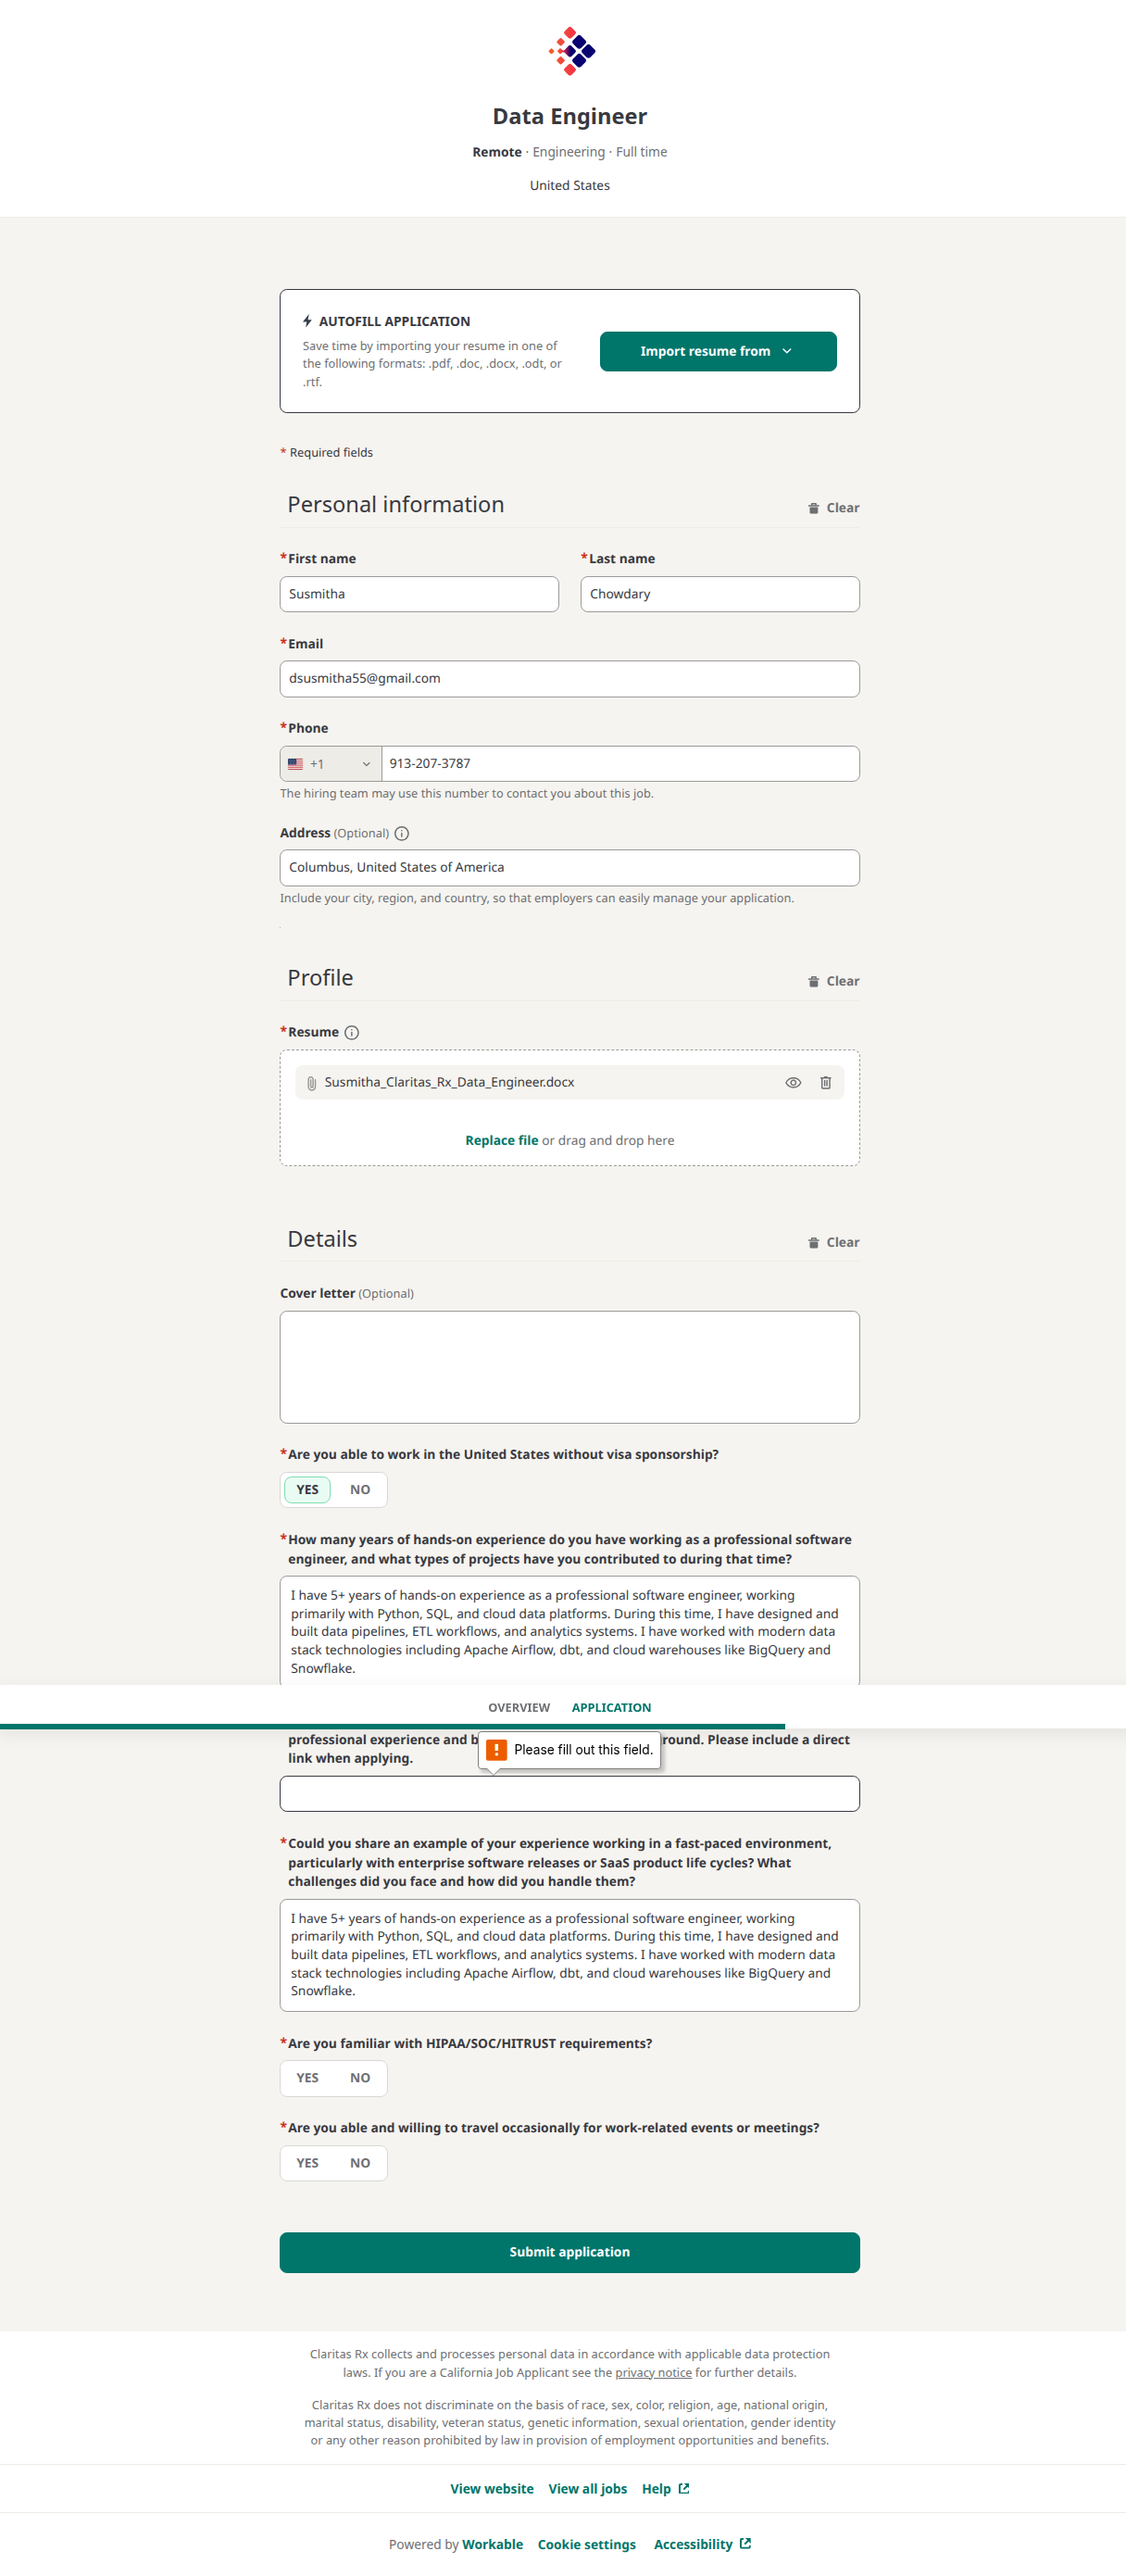 Data Engineer
Remote · Engineering · Full time
United States
AUTOFILL APPLICATION
Save time by importing your resume in one of
the following formats: .pdf, .doc, .docx, .odt, or
.rtf.
Import resume from
* Required fields
Personal information
Clear
*First name
*Last name
Susmitha
Chowdary
*Email
dsusmitha55@gmail.com
*Phone
+1
913-207-3787
The hiring team may use this number to contact you about this job.
Address (Optional)
Columbus, United States of America
Include your city, region, and country, so that employers can easily manage your application.
Profile
Clear
*Resume
Susmitha_Claritas_Rx_Data_Engineer.docx
Replace file or drag and drop here
Details
Clear
Cover letter (Optional)
*Are you able to work in the United States without visa sponsorship?
YES NO
*How many years of hands-on experience do you have working as a professional software
engineer, and what types of projects have you contributed to during that time?
I have 5+ years of hands-on experience as a professional software engineer, working
primarily with Python, SQL, and cloud data platforms. During this time, I have designed and
built data pipelines, ETL workflows, and analytics systems. I have worked with modern data
stack technologies including Apache Airflow, dbt, and cloud warehouses like BigQuery and
Snowflake.
OVERVIEW APPLICATION
professional experience and b
round. Please include a direct
Please fill out this field.
link when applying.
*Could you share an example of your experience working in a fast-paced environment,
particularly with enterprise software releases or SaaS product life cycles? What
challenges did you face and how did you handle them?
I have 5+ years of hands-on experience as a professional software engineer, working
primarily with Python, SQL, and cloud data platforms. During this time, I have designed and
built data pipelines, ETL workflows, and analytics systems. I have worked with modern data
stack technologies including Apache Airflow, dbt, and cloud warehouses like BigQuery and
Snowflake.
*Are you familiar with HIPAA/SOC/HITRUST requirements?
YES NO
*Are you able and willing to travel occasionally for work-related events or meetings?
YES NO
Submit application
Claritas Rx collects and processes personal data in accordance with applicable data protection
laws. If you are a California Job Applicant see the privacy notice for further details.
Claritas Rx does not discriminate on the basis of race, sex, color, religion, age, national origin,
marital status, disability, veteran status, genetic information, sexual orientation, gender identity
or any other reason prohibited by law in provision of employment opportunities and benefits.
View website View all jobs Help
Powered by Workable Cookie settings Accessibility